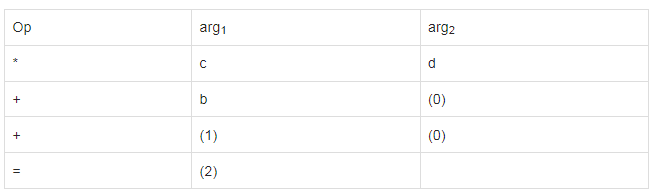 Op arg₁ arg₂
* c d
+ b (0)
+ (1) (0)
= (2)